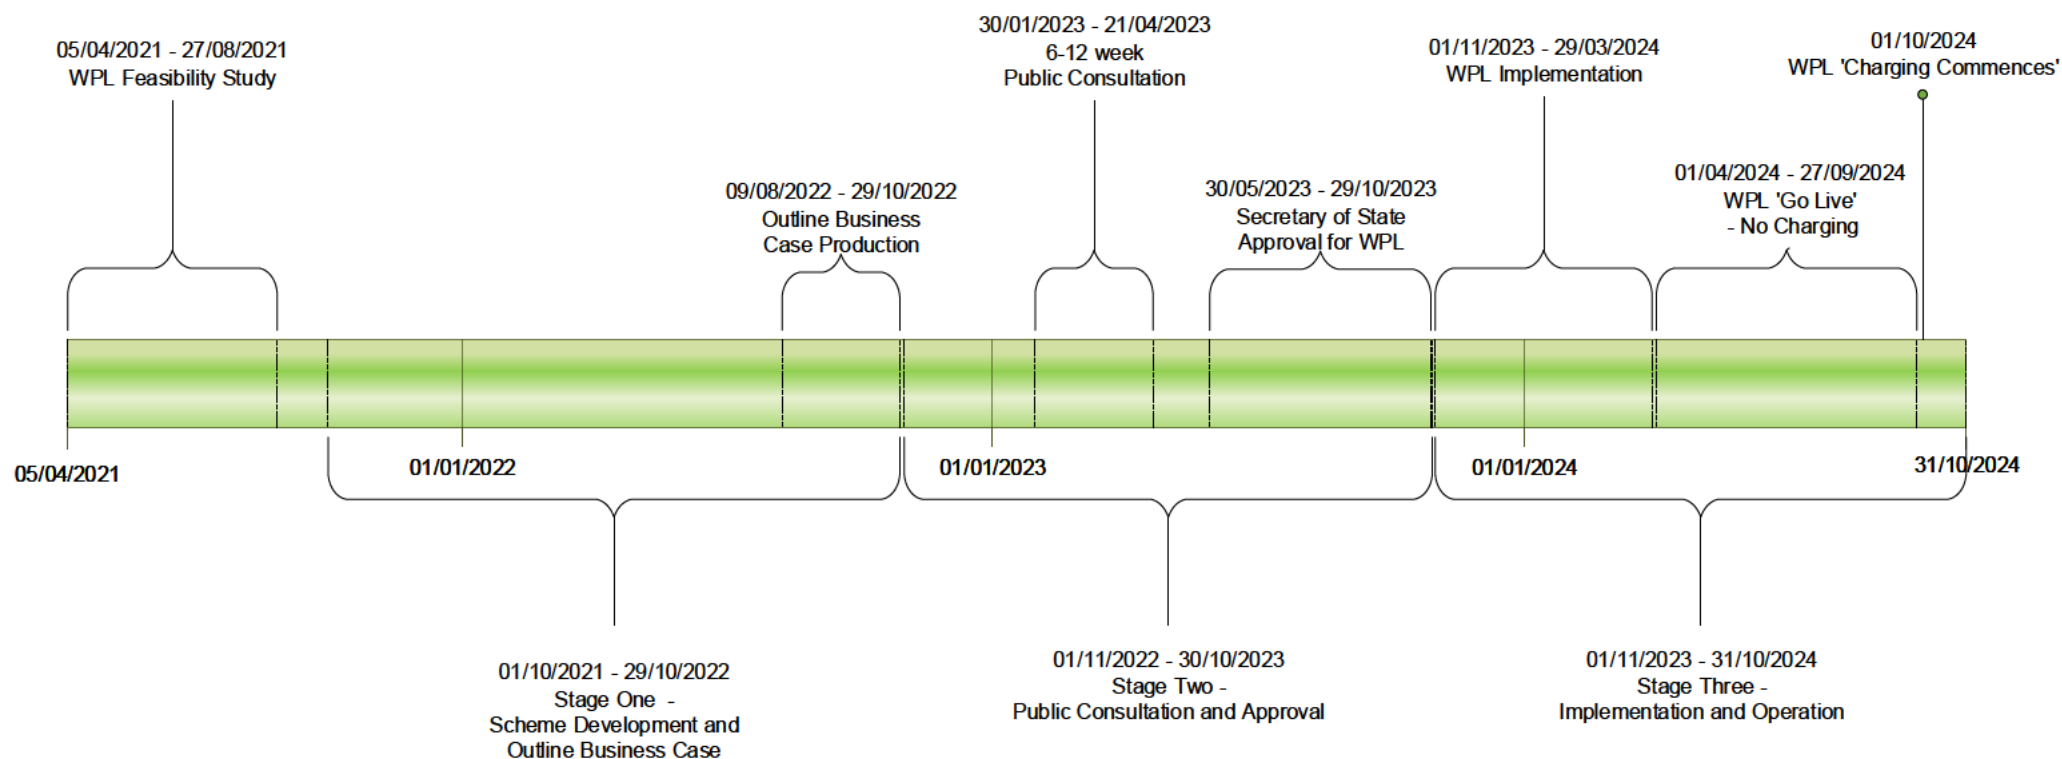 05/04/2021 - 27/08/2021
WPL Feasibility Study
09/08/2022 - 29/10/2022
Outline Business
Case Production
30/01/2023 - 21/04/2023
6-12 week
Public Consultation
30/05/2023 - 29/10/2023
Secretary of State
Approval for WPL
01/11/2023 - 29/03/2024
WPL Implementation
01/04/2024 - 27/09/2024
WPL 'Go Live'
- No Charging
01/10/2024
WPL 'Charging Commences'
05/04/2021
01/01/2022
01/01/2023
01/01/2024
31/10/2024
01/10/2021 - 29/10/2022
Stage One -
Scheme Development and
Outline Business Case
01/11/2022 - 30/10/2023
Stage Two -
Public Consultation and Approval
01/11/2023 - 31/10/2024
Stage Three -
Implementation and Operation